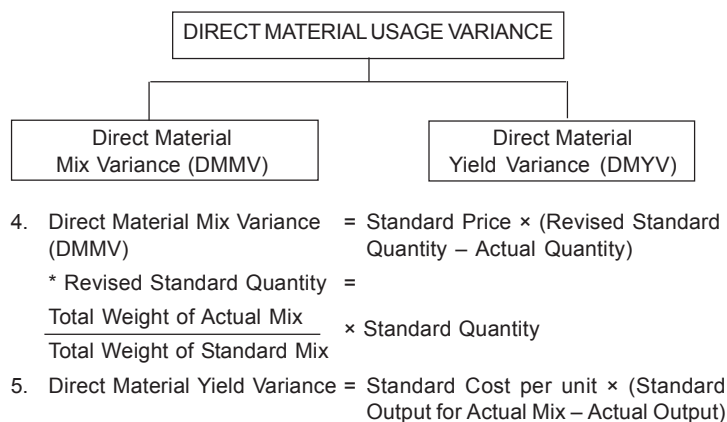 DIRECT MATERIAL USAGE VARIANCE
Direct Material
Mix Variance (DMMV)
Direct Material
Yield Variance (DMYV)
4. Direct Material Mix Variance = Standard Price × (Revised Standard
(DMMV) Quantity – Actual Quantity)
* Revised Standard Quantity =
Total Weight of Actual Mix
Total Weight of Standard Mix
× Standard Quantity
5. Direct Material Yield Variance = Standard Cost per unit × (Standard
Output for Actual Mix – Actual Output)